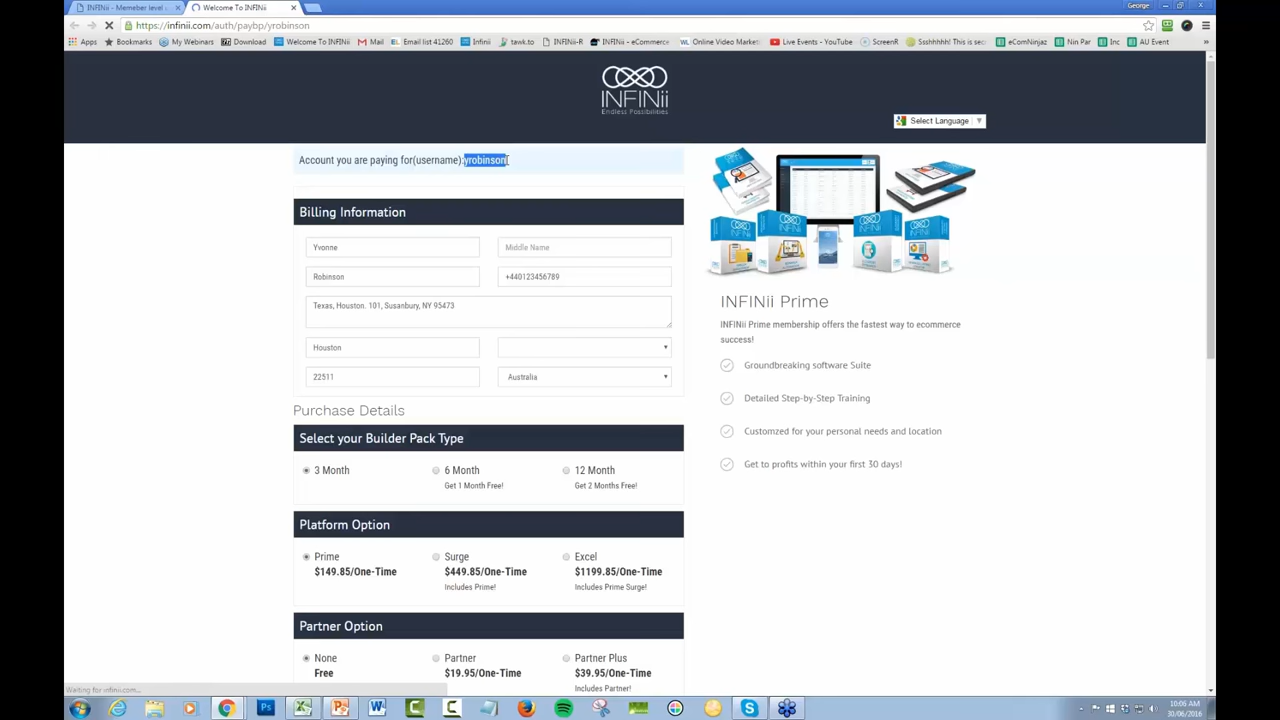 INFINii - Memeber level
Welcome To INFINii
George
https://infinii.com/auth/paybp/yrobinson
Apps
Bookmarks
My Webinars
Download
Welcome To INFINii
Mail
Email list 41260
Infinii
tawk.to
INFINii-R
INFINii - eCommerc
Online Video Market
Live Events - YouTube
ScreenR
Ssshhhhh! This is sec
eComNinjaz
Nin Par
Inc
AU Event
INFINii
Endless Possibilities
Select Language
Account you are paying for(username):yrobinson
Billing Information
Yvonne
Middle Name
Robinson
+440123456789
Texas, Houston. 101, Susanbury, NY 95473
Houston
22511
Australia
Purchase Details
Select your Builder Pack Type
3 Month
6 Month
12 Month
Get 1 Month Free!
Get 2 Months Free!
Platform Option
Prime
Surge
Excel
$149.85/One-Time
$449.85/One-Time
$1199.85/One-Time
Includes Prime!
Includes Prime Surge!
Partner Option
None
Partner
Partner Plus
Free
$19.95/One-Time
$39.95/One-Time
Includes Partner!
INFINii Prime
INFINii Prime membership offers the fastest way to ecommerce
success!
Groundbreaking software Suite
Detailed Step-by-Step Training
Customzed for your personal needs and location
Get to profits within your first 30 days!
Waiting for infinii.com...
10:06 AM
30/06/2016